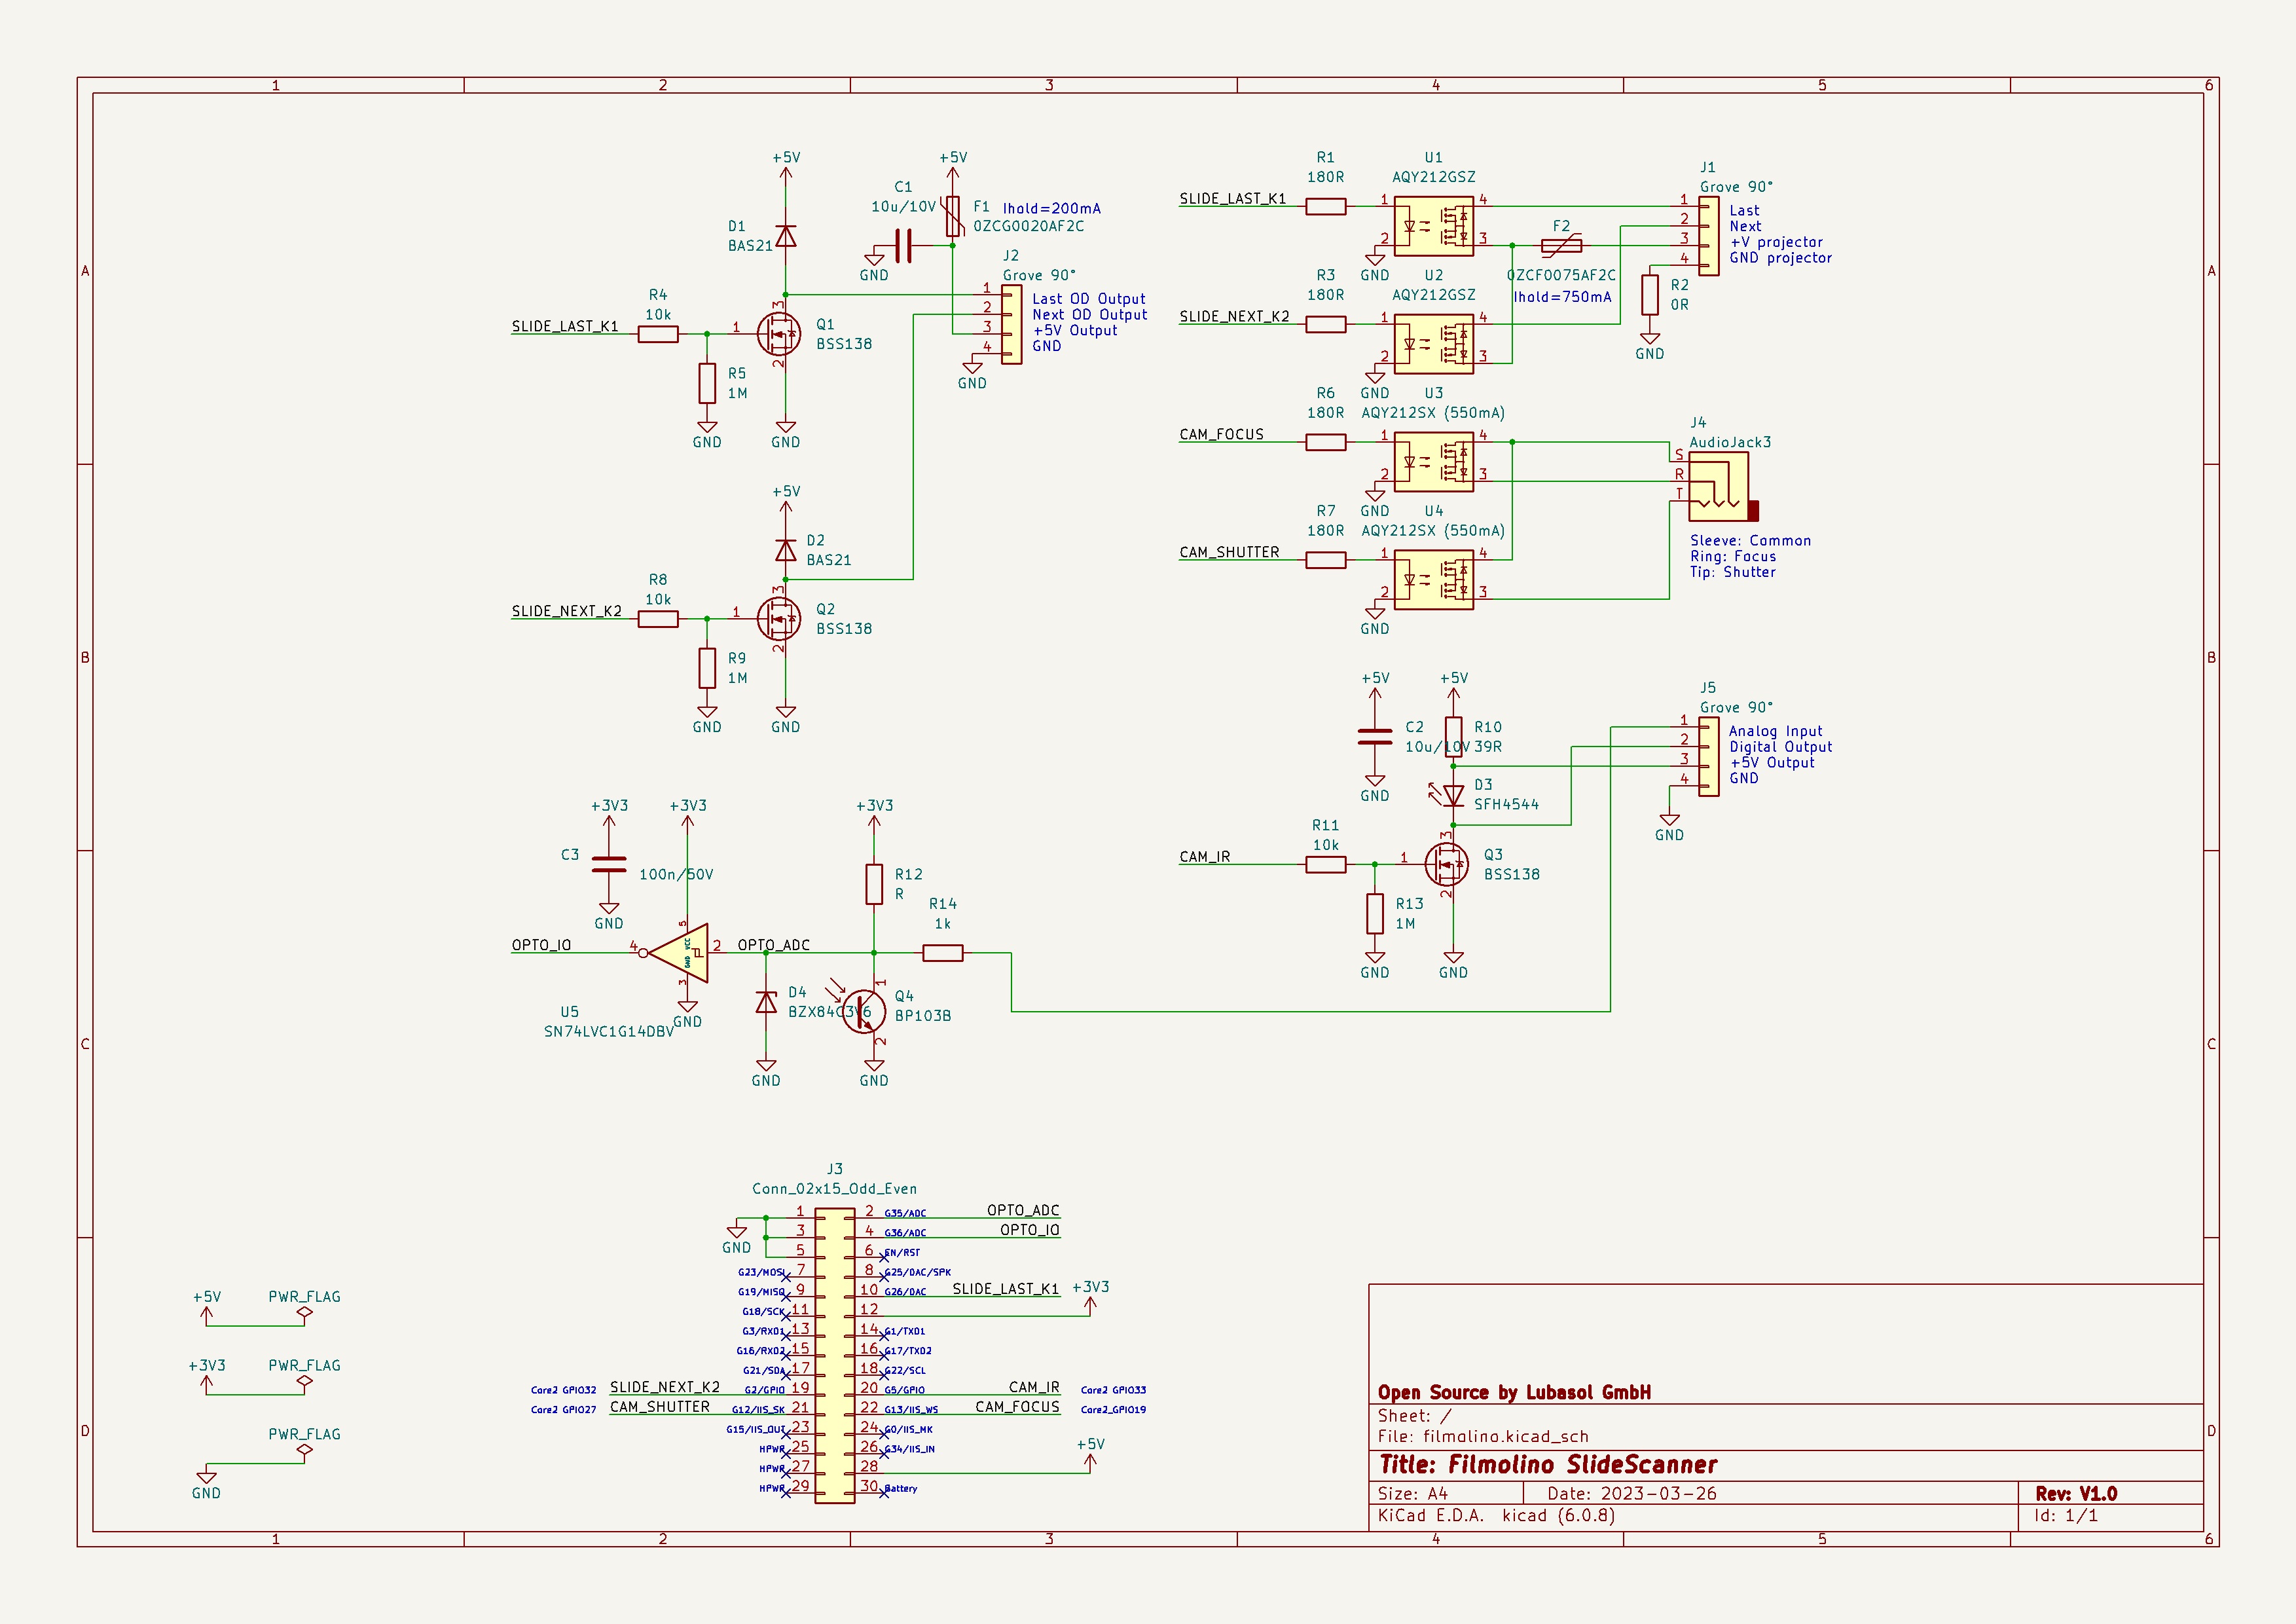 1 2 3 4 5 6
A
B
C
D
+5V
D1
BAS21
C1
10u/10V
+5V
F1
Ihold=200mA
0ZCG0020AF2C
GND
J2
Grove 90°
1 Last OD Output
2 Next OD Output
3 +5V Output
4 GND
GND
SLIDE_LAST_K1
R4
10k
R5
1M
GND
1
3
2
Q1
BSS138
GND
+5V
D2
BAS21
SLIDE_NEXT_K2
R8
10k
R9
1M
GND
1
3
2
Q2
BSS138
GND
SLIDE_LAST_K1
R1
180R
U1
AQY212GSZ
1
2
4
3
GND
SLIDE_NEXT_K2
R3
180R
U2
AQY212GSZ
1
2
4
3
GND
F2
0ZCF0075AF2C
Ihold=750mA
J1
Grove 90°
1 Last
2 Next
3 +V projector
4 GND projector
R2
0R
GND
CAM_FOCUS
R6
180R
U3
AQY212SX (550mA)
1
2
4
3
GND
CAM_SHUTTER
R7
180R
U4
AQY212SX (550mA)
1
2
4
3
GND
J4
AudioJack3
S
R
T
Sleeve: Common
Ring: Focus
Tip: Shutter
+5V
C2
10u/10V
GND
+5V
R10
39R
D3
SFH4544
J5
Grove 90°
1 Analog Input
2 Digital Output
3 +5V Output
4 GND
GND
CAM_IR
R11
10k
R13
1M
GND
1
3
2
Q3
BSS138
GND
+3V3
C3
100n/50V
GND
+3V3
OPTO_IO
4
5
VCC
GND
3
2
GND
U5
SN74LVC1G14DBV
OPTO_ADC
D4
BZX84C3V6
GND
+3V3
R12
R
R14
1k
1
2
Q4
BP103B
GND
J3
Conn_02x15_Odd_Even
GND
1 2 G35/ADC OPTO_ADC
3 4 G36/ADC OPTO_IO
5 6 EN/RST
G23/MOSI 7 8 G25/DAC/SPK
G19/MISO 9 10 G26/DAC SLIDE_LAST_K1
G18/SCK 11 12 +3V3
G3/RXD1 13 14 G1/TXD1
G16/RXD2 15 16 G17/TXD2
G21/SDA 17 18 G22/SCL
Core2 GPIO32 SLIDE_NEXT_K2 G2/GPIO 19 20 G5/GPIO CAM_IR Core2 GPIO33
Core2 GPIO27 CAM_SHUTTER G12/IIS_SK 21 22 G13/IIS_WS CAM_FOCUS Core2_GPIO19
G15/IIS_OUT 23 24 G0/IIS_MK
HPWR 25 26 G34/IIS_IN
HPWR 27 28 +5V
HPWR 29 30 Battery
+5V PWR_FLAG
+3V3 PWR_FLAG
PWR_FLAG
GND
Open Source by Lubasol GmbH
Sheet: /
File: filmolino.kicad_sch
Title: Filmolino SlideScanner
Size: A4 Date: 2023-03-26 Rev: V1.0
KiCad E.D.A. kicad (6.0.8) Id: 1/1
A
B
C
D
1 2 3 4 5 6